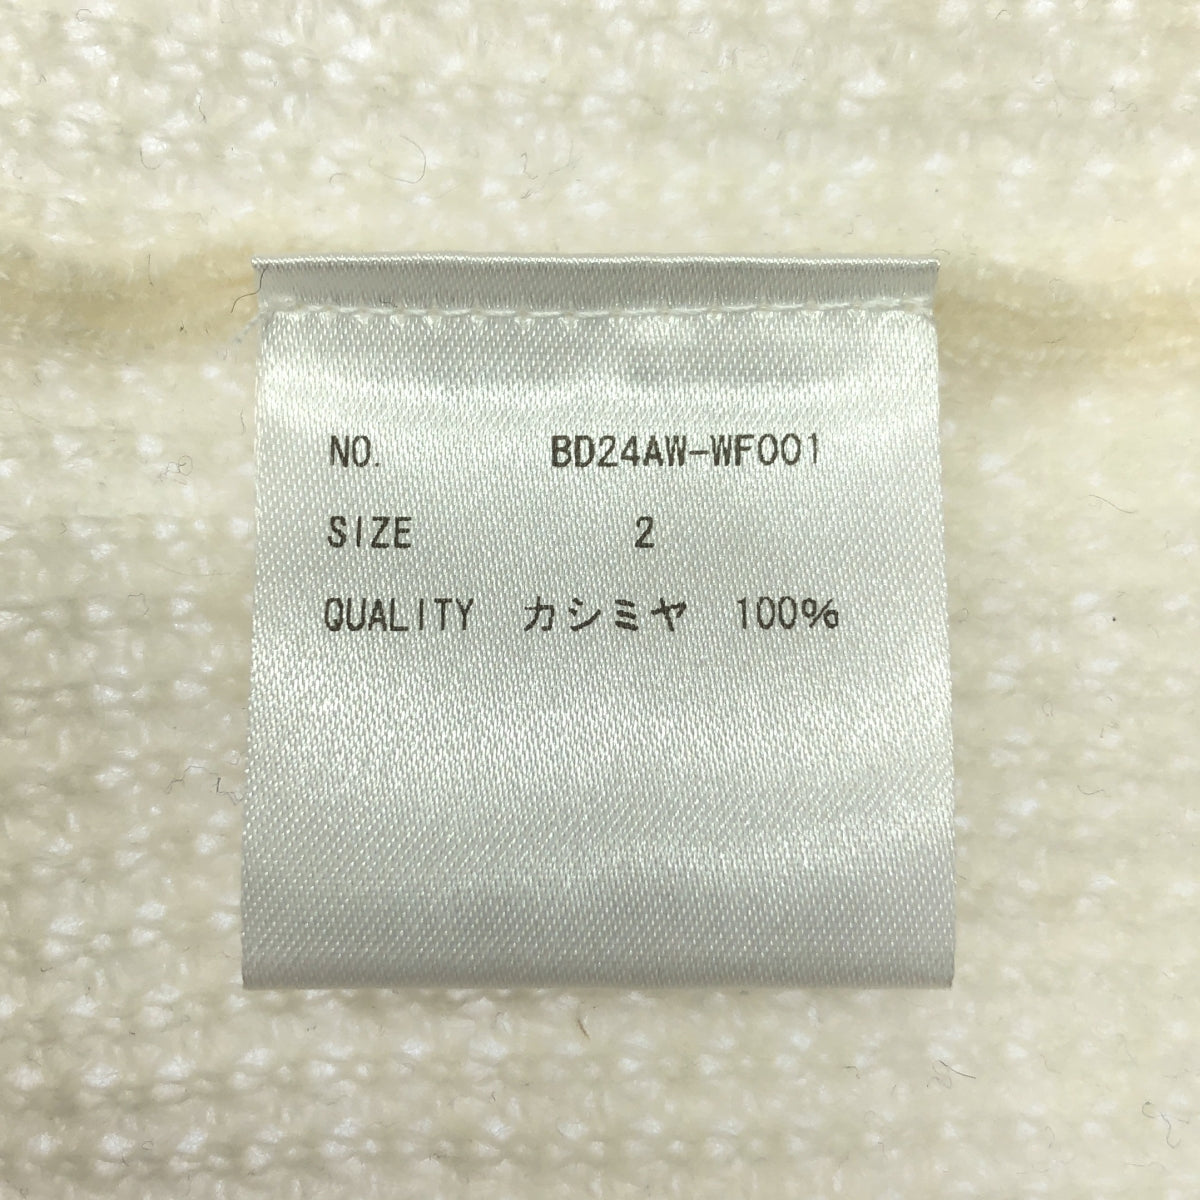 NO. BD24AW-WF001
SIZE 2
QUALITY カシミヤ 100%